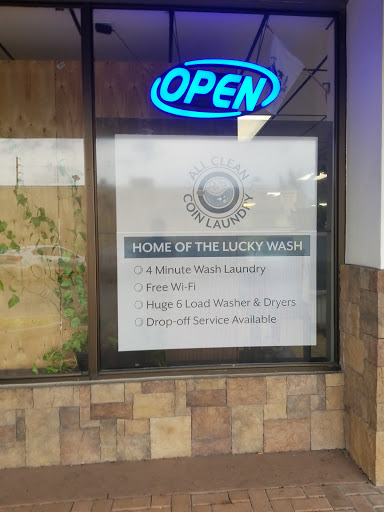 OPEN
ALL CLEAN
COIN LAUNDRY
HOME OF THE LUCKY WASH
4 Minute Wash Laundry
Free Wi-Fi
Huge 6 Load Washer & Dryers
Drop-off Service Available